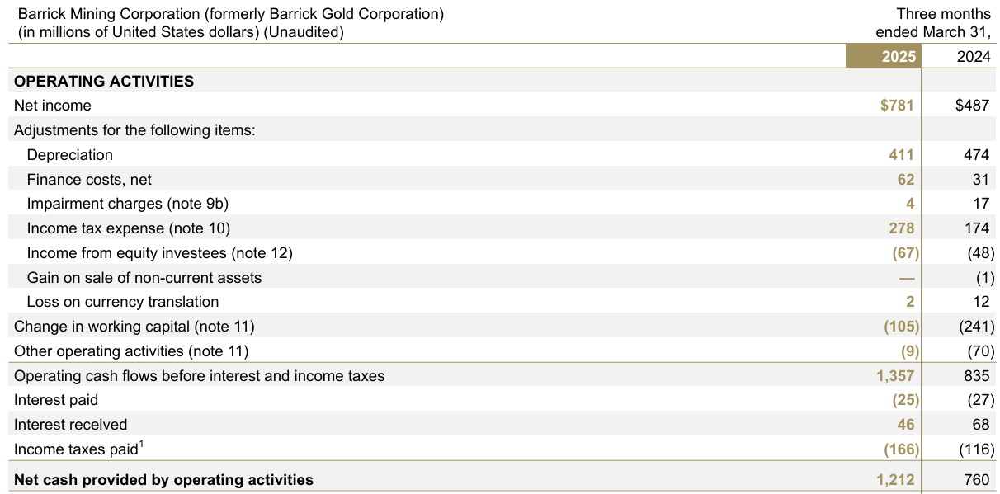 Barrick Mining Corporation (formerly Barrick Gold Corporation) Three months
(in millions of United States dollars) (Unaudited) ended March 31,
2025 2024
OPERATING ACTIVITIES
Net income $781 $487
Adjustments for the following items:
Depreciation 411 474
Finance costs, net 62 31
Impairment charges (note 9b) 4 17
Income tax expense (note 10) 278 174
Income from equity investees (note 12) (67) (48)
Gain on sale of non-current assets — (1)
Loss on currency translation 2 12
Change in working capital (note 11) (105) (241)
Other operating activities (note 11) (9) (70)
Operating cash flows before interest and income taxes 1,357 835
Interest paid (25) (27)
Interest received 46 68
Income taxes paid¹ (166) (116)
Net cash provided by operating activities 1,212 760